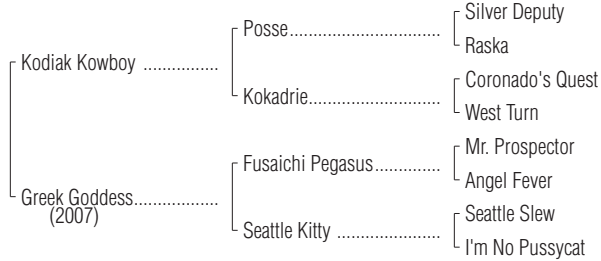 Silver Deputy
Posse
Raska
Kodiak Kowboy
Coronado's Quest
Kokadrie
West Turn
Mr. Prospector
Fusaichi Pegasus
Angel Fever
Greek Goddess
(2007)
Seattle Slew
Seattle Kitty
I'm No Pussycat